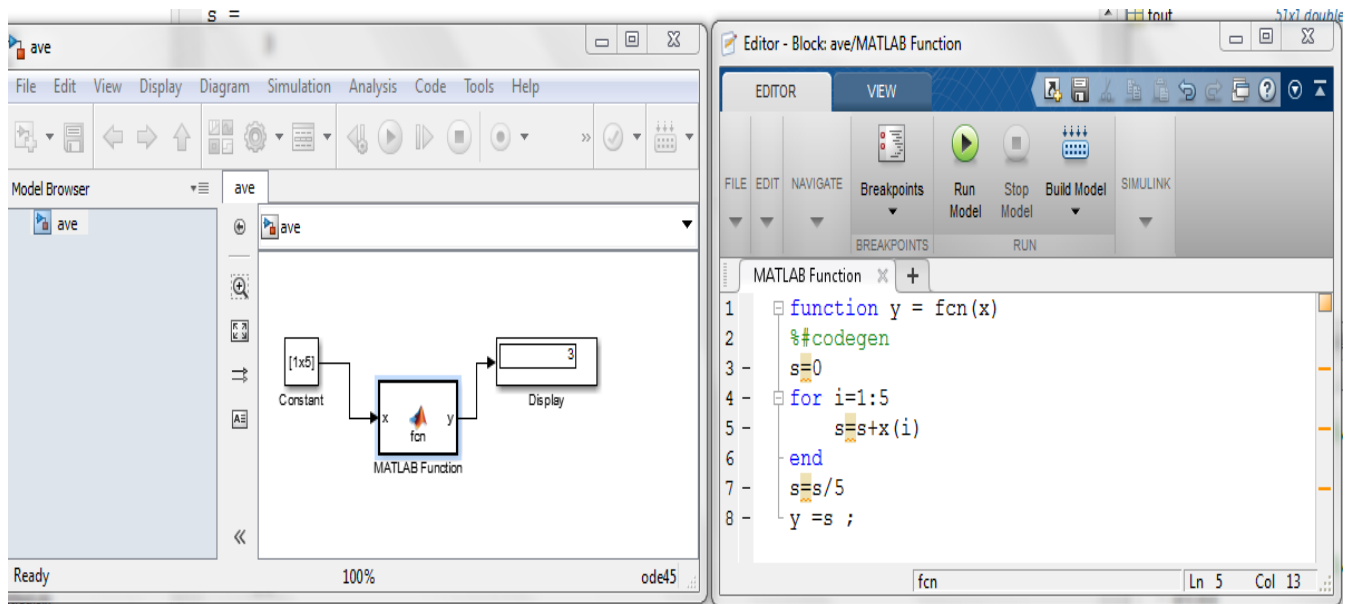 s =
tout 51x1 double
ave
File Edit View Display Diagram Simulation Analysis Code Tools Help
»
Model Browser
ave
ave
ave
[1x5]
Constant
x fcn y
MATLAB Function
3
Display
Ready 100% ode45
Editor - Block: ave/MATLAB Function
EDITOR VIEW
FILE EDIT NAVIGATE Breakpoints Run Model Stop Model Build Model SIMULINK
BREAKPOINTS RUN
MATLAB Function
1 function y = fcn(x)
2 %#codegen
3 - s=0
4 - for i=1:5
5 - s=s+x(i)
6 end
7 - s=s/5
8 - y =s ;
fcn Ln 5 Col 13